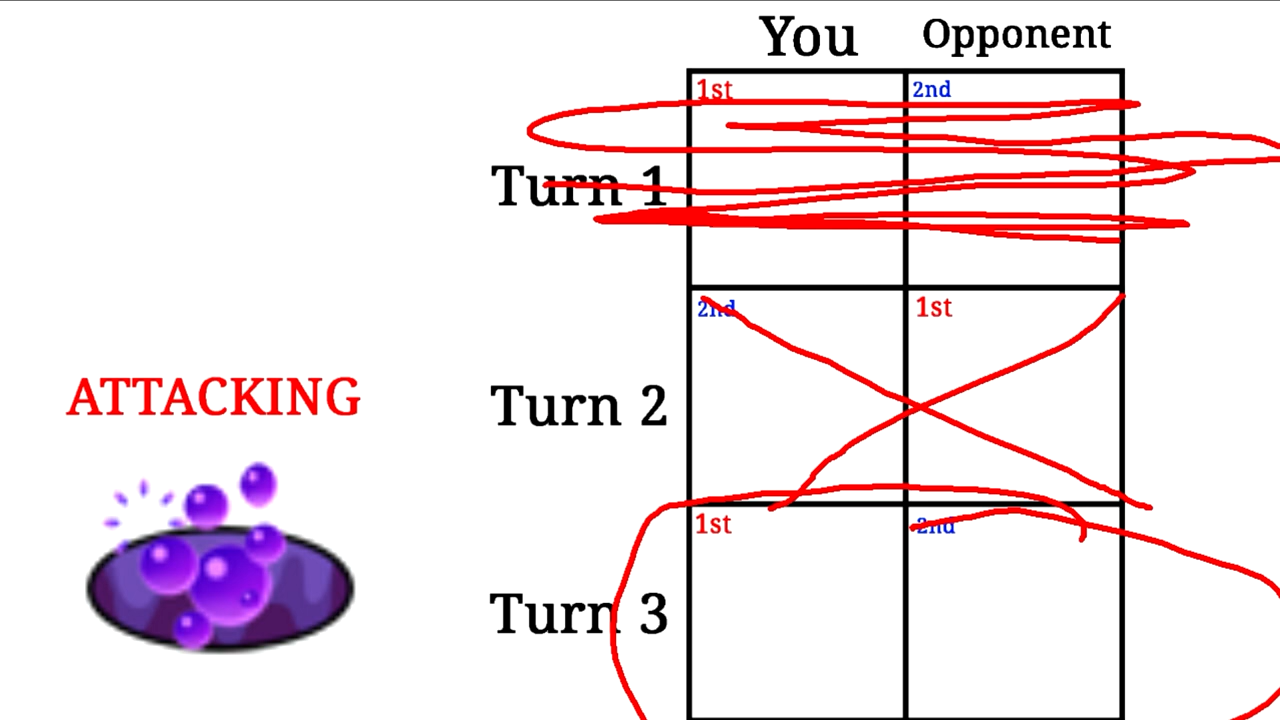 You Opponent
1st 2nd
Turn 1
2nd 1st
Turn 2
ATTACKING
1st 2nd
Turn 3